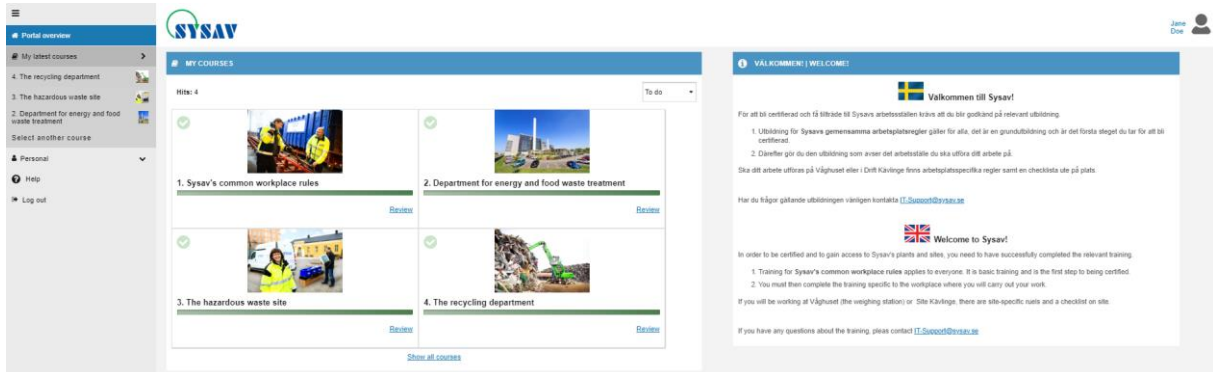 Portal overview
My latest courses
4. The recycling department
3. The hazardous waste site
2. Department for energy and food
waste treatment
Select another course
Personal
Help
Log out
SYSAV
Jane
Doe
MY COURSES
Hits: 4
To do
1. Sysav's common workplace rules
Review
2. Department for energy and food waste treatment
Review
3. The hazardous waste site
Review
4. The recycling department
Review
Show all courses
VÄLKOMMEN! | WELCOME!
Välkommen till Sysav!
För att bli certifierad och få tillträde till Sysavs arbetsställen krävs att du blir godkänd på relevant utbildning.
1. Utbildning för Sysavs gemensamma arbetsplatsregler gäller för alla, det är en grundutbildning och är det första steget du tar för att bli
certifierad.
2. Därefter gör du den utbildning som avser det arbetsställe du ska utföra ditt arbete på.
Ska ditt arbete utföras på Våghuset eller i Drift Kävlinge finns arbetsplatsspecifika regler samt en checklista ute på plats.
Har du frågor gällande utbildningen vänligen kontakta IT-Support@sysav.se
Welcome to Sysav!
In order to be certified and to gain access to Sysav's plants and sites, you need to have successfully completed the relevant training.
1. Training for Sysav's common workplace rules applies to everyone. It is basic training and is the first step to being certified.
2. You must then complete the training specific to the workplace where you will carry out your work.
If you will be working at Våghuset (the weighing station) or Site Kävlinge, there are site-specific ruels and a checklist on site.
If you have any questions about the training, pleas contact IT-Support@sysav.se